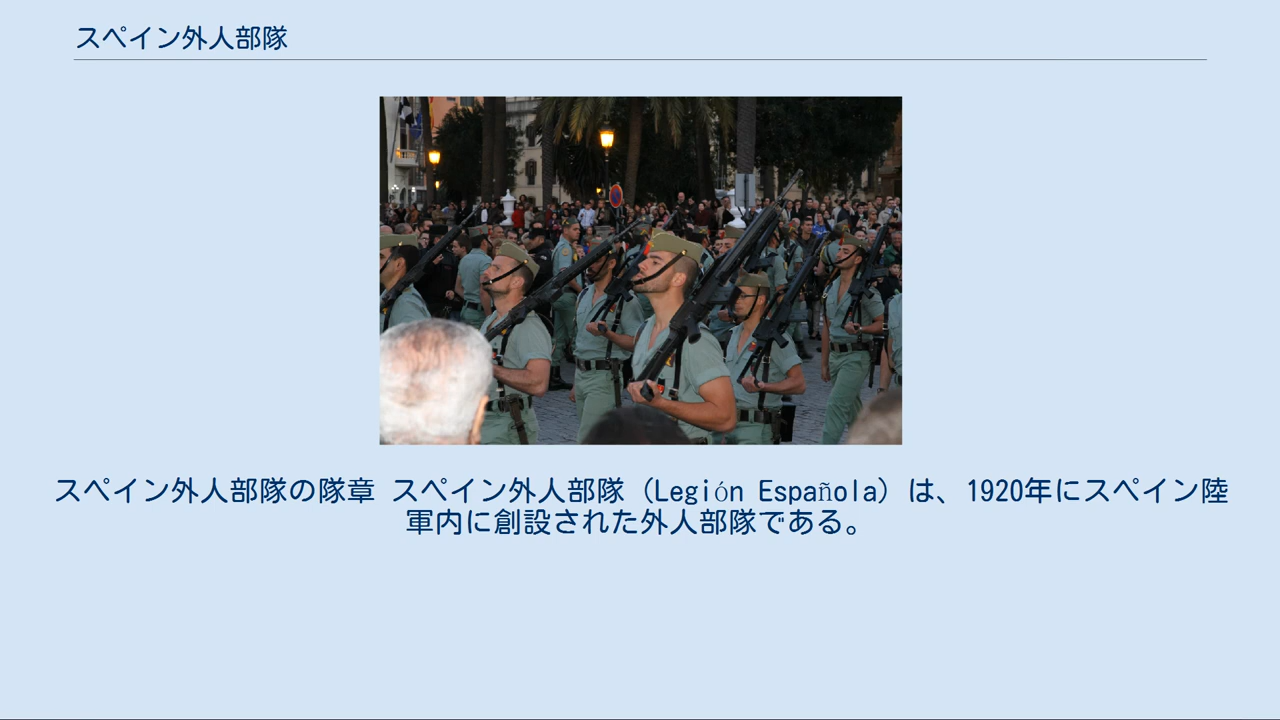 スペイン外人部隊
スペイン外人部隊の隊章 スペイン外人部隊（Legión Española）は、1920年にスペイン陸
軍内に創設された外人部隊である。